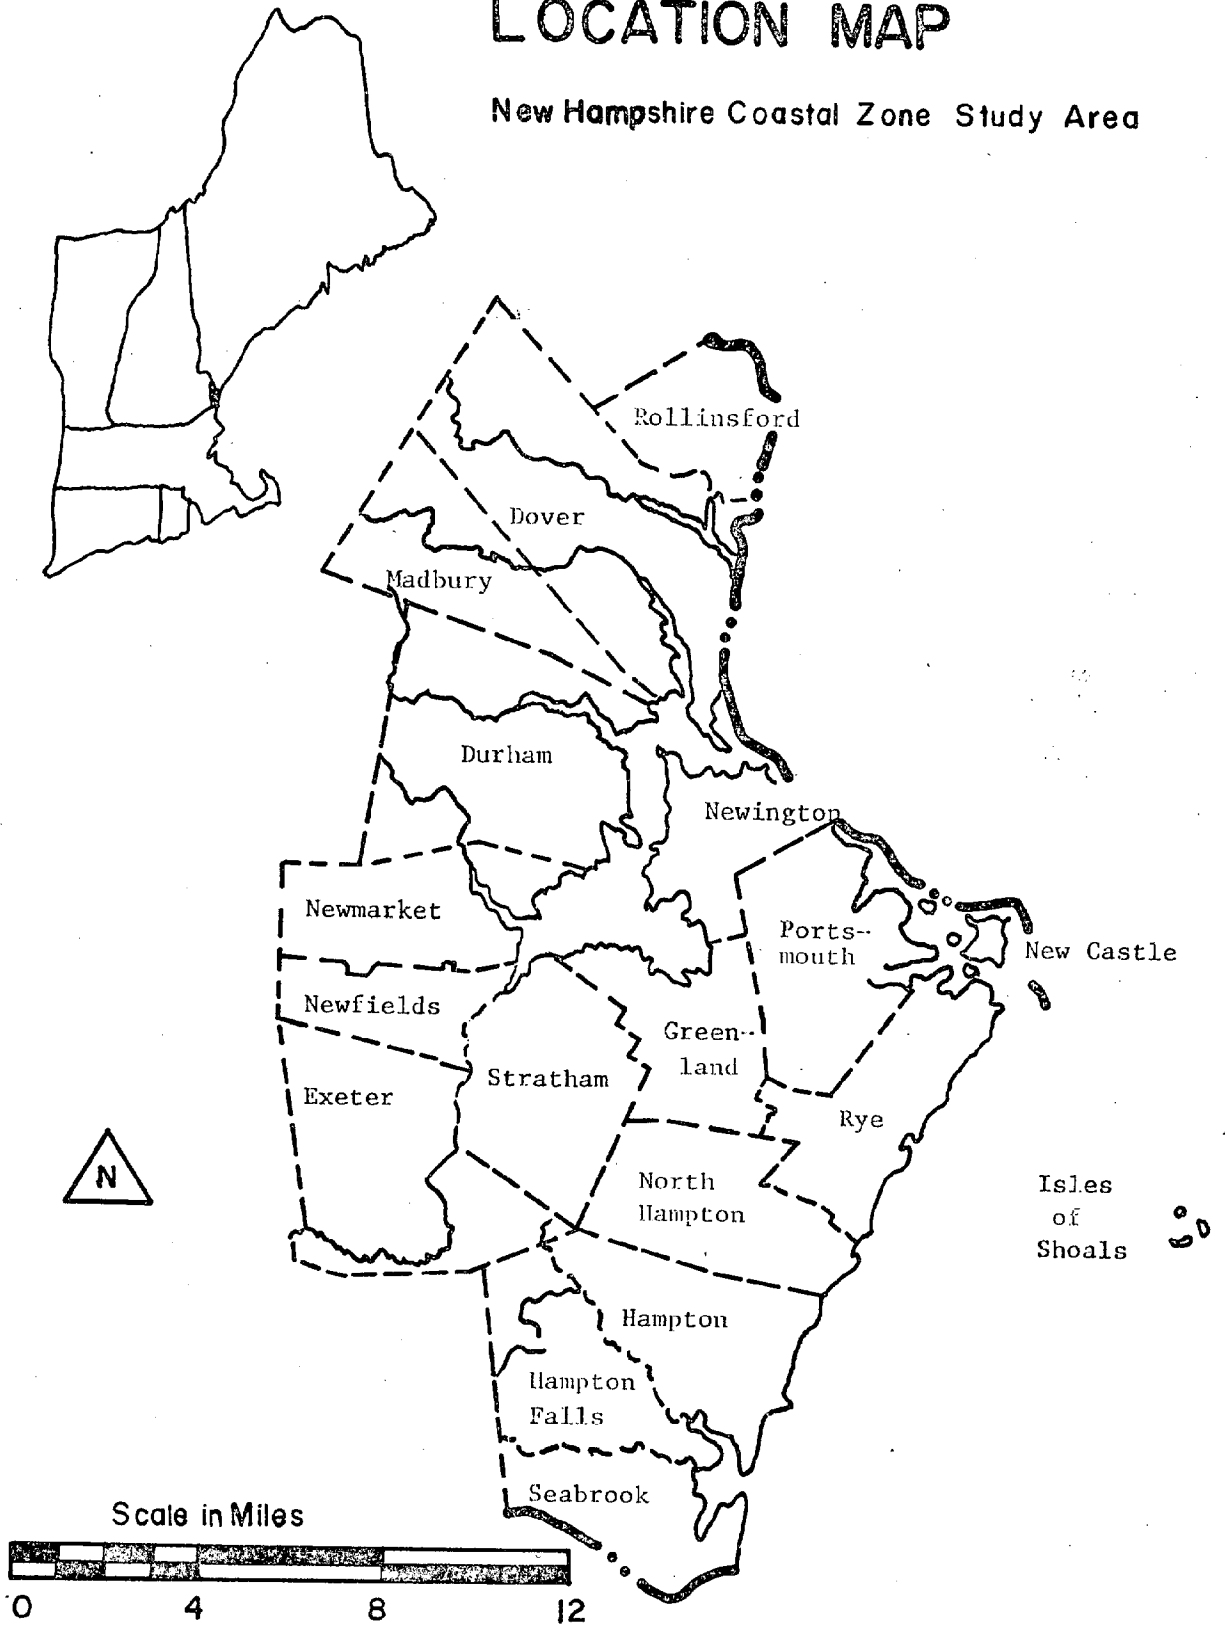 LOCATION MAP
New Hampshire Coastal Zone Study Area
Rollinsford
Dover
Madbury
Durham
Newington
Newmarket
Ports-
mouth
New Castle
Newfields
Green-
land
Stratham
Exeter
Rye
N
North
Hampton
Isles
of
Shoals
Hampton
Hampton
Falls
Seabrook
Scale in Miles
0 4 8 12